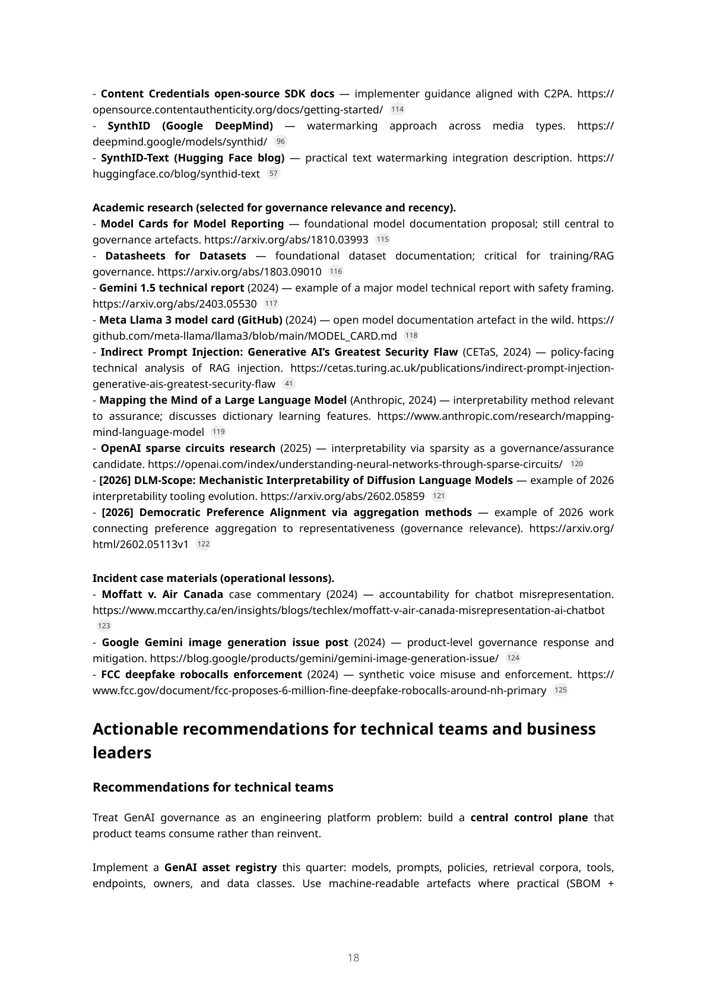 - Content Credentials open-source SDK docs — implementer guidance aligned with C2PA. https://
opensource.contentauthenticity.org/docs/getting-started/ 114
- SynthID (Google DeepMind) — watermarking approach across media types. https://
deepmind.google/models/synthid/ 96
- SynthID-Text (Hugging Face blog) — practical text watermarking integration description. https://
huggingface.co/blog/synthid-text 57
Academic research (selected for governance relevance and recency).
- Model Cards for Model Reporting — foundational model documentation proposal; still central to
governance artefacts. https://arxiv.org/abs/1810.03993 115
- Datasheets for Datasets — foundational dataset documentation; critical for training/RAG
governance. https://arxiv.org/abs/1803.09010 116
- Gemini 1.5 technical report (2024) — example of a major model technical report with safety framing.
https://arxiv.org/abs/2403.05530 117
- Meta Llama 3 model card (GitHub) (2024) — open model documentation artefact in the wild. https://
github.com/meta-llama/llama3/blob/main/MODEL_CARD.md 118
- Indirect Prompt Injection: Generative AI’s Greatest Security Flaw (CETaS, 2024) — policy-facing
technical analysis of RAG injection. https://cetas.turing.ac.uk/publications/indirect-prompt-injection-
generative-ais-greatest-security-flaw 41
- Mapping the Mind of a Large Language Model (Anthropic, 2024) — interpretability method relevant
to assurance; discusses dictionary learning features. https://www.anthropic.com/research/mapping-
mind-language-model 119
- OpenAI sparse circuits research (2025) — interpretability via sparsity as a governance/assurance
candidate. https://openai.com/index/understanding-neural-networks-through-sparse-circuits/ 120
- [2026] DLM-Scope: Mechanistic Interpretability of Diffusion Language Models — example of 2026
interpretability tooling evolution. https://arxiv.org/abs/2602.05859 121
- [2026] Democratic Preference Alignment via aggregation methods — example of 2026 work
connecting preference aggregation to representativeness (governance relevance). https://arxiv.org/
html/2602.05113v1 122
Incident case materials (operational lessons).
- Moffatt v. Air Canada case commentary (2024) — accountability for chatbot misrepresentation.
https://www.mccarthy.ca/en/insights/blogs/techlex/moffatt-v-air-canada-misrepresentation-ai-chatbot
123
- Google Gemini image generation issue post (2024) — product-level governance response and
mitigation. https://blog.google/products/gemini/gemini-image-generation-issue/ 124
- FCC deepfake robocalls enforcement (2024) — synthetic voice misuse and enforcement. https://
www.fcc.gov/document/fcc-proposes-6-million-fine-deepfake-robocalls-around-nh-primary 125
Actionable recommendations for technical teams and business
leaders
Recommendations for technical teams
Treat GenAI governance as an engineering platform problem: build a central control plane that
product teams consume rather than reinvent.
Implement a GenAI asset registry this quarter: models, prompts, policies, retrieval corpora, tools,
endpoints, owners, and data classes. Use machine-readable artefacts where practical (SBOM +
18